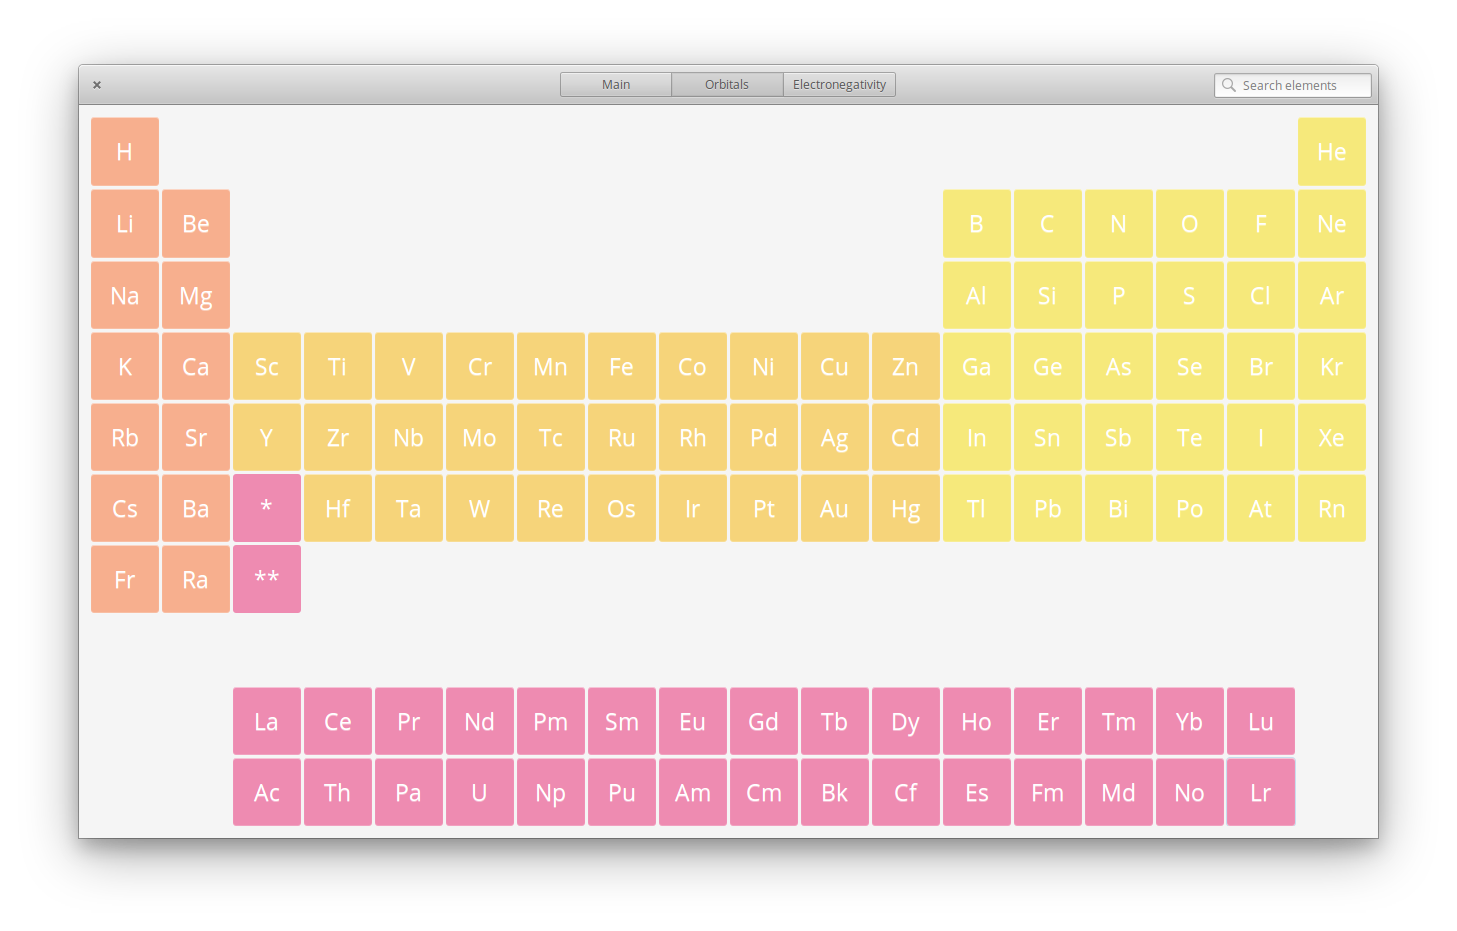 × Main Orbitals Electronegativity Search elements
H He
Li Be B C N O F Ne
Na Mg Al Si P S Cl Ar
K Ca Sc Ti V Cr Mn Fe Co Ni Cu Zn Ga Ge As Se Br Kr
Rb Sr Y Zr Nb Mo Tc Ru Rh Pd Ag Cd In Sn Sb Te I Xe
Cs Ba * Hf Ta W Re Os Ir Pt Au Hg Tl Pb Bi Po At Rn
Fr Ra **
La Ce Pr Nd Pm Sm Eu Gd Tb Dy Ho Er Tm Yb Lu
Ac Th Pa U Np Pu Am Cm Bk Cf Es Fm Md No Lr